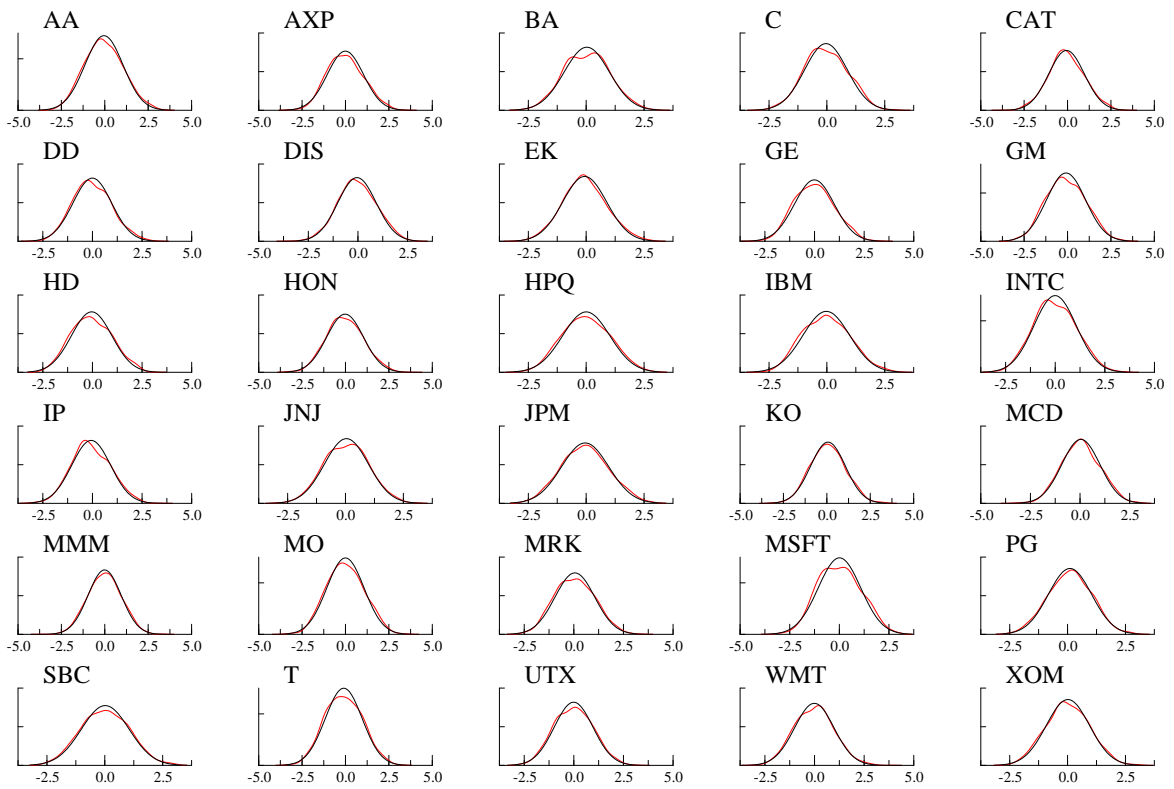 AA AXP BA C CAT
-5.0 -2.5 0.0 2.5 5.0 -5.0 -2.5 0.0 2.5 5.0 -2.5 0.0 2.5 -2.5 0.0 2.5 -5.0 -2.5 0.0 2.5 5.0
DD DIS EK GE GM
-2.5 0.0 2.5 5.0 -2.5 0.0 2.5 -2.5 0.0 2.5 -2.5 0.0 2.5 5.0 -2.5 0.0 2.5 5.0
HD HON HPQ IBM INTC
-2.5 0.0 2.5 5.0 -5.0 -2.5 0.0 2.5 5.0 -2.5 0.0 2.5 -2.5 0.0 2.5 -2.5 0.0 2.5 5.0
IP JNJ JPM KO MCD
-2.5 0.0 2.5 5.0 -2.5 0.0 2.5 -2.5 0.0 2.5 -5.0 -2.5 0.0 2.5 5.0 -5.0 -2.5 0.0 2.5
MMM MO MRK MSFT PG
-5.0 -2.5 0.0 2.5 5.0 -5.0 -2.5 0.0 2.5 5.0 -2.5 0.0 2.5 5.0 -5.0 -2.5 0.0 2.5 -2.5 0.0 2.5
SBC T UTX WMT XOM
-2.5 0.0 2.5 -5.0 -2.5 0.0 2.5 5.0 -2.5 0.0 2.5 5.0 -2.5 0.0 2.5 5.0 -2.5 0.0 2.5